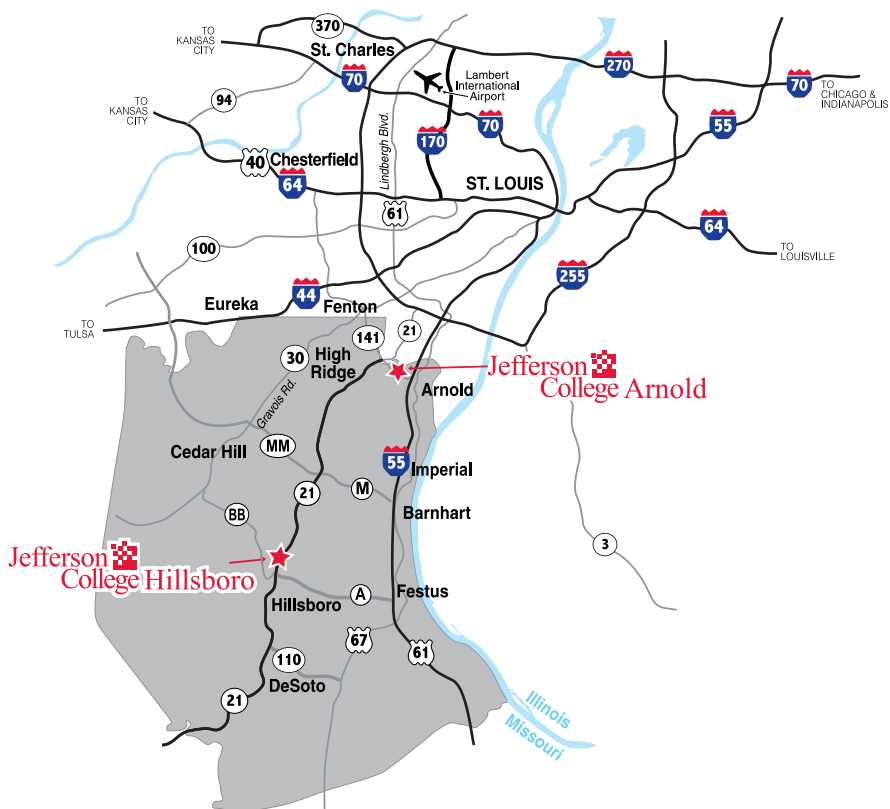 370
TO
KANSAS
CITY
St. Charles
270
70
Lambert
International
Airport
70
TO
CHICAGO &
INDIANAPOLIS
94
TO
KANSAS
CITY
Lindbergh Blvd.
70
55
170
40
Chesterfield
64
ST. LOUIS
61
64
100
TO
LOUISVILLE
255
44
Eureka
Fenton
TO
TULSA
141
21
30
High
Ridge
Jefferson
College Arnold
Arnold
Gravois Rd.
Cedar Hill
MM
55
Imperial
21
M
BB
Barnhart
3
Jefferson
College Hillsboro
Hillsboro
A
Festus
67
61
110
DeSoto
21
Illinois
Missouri